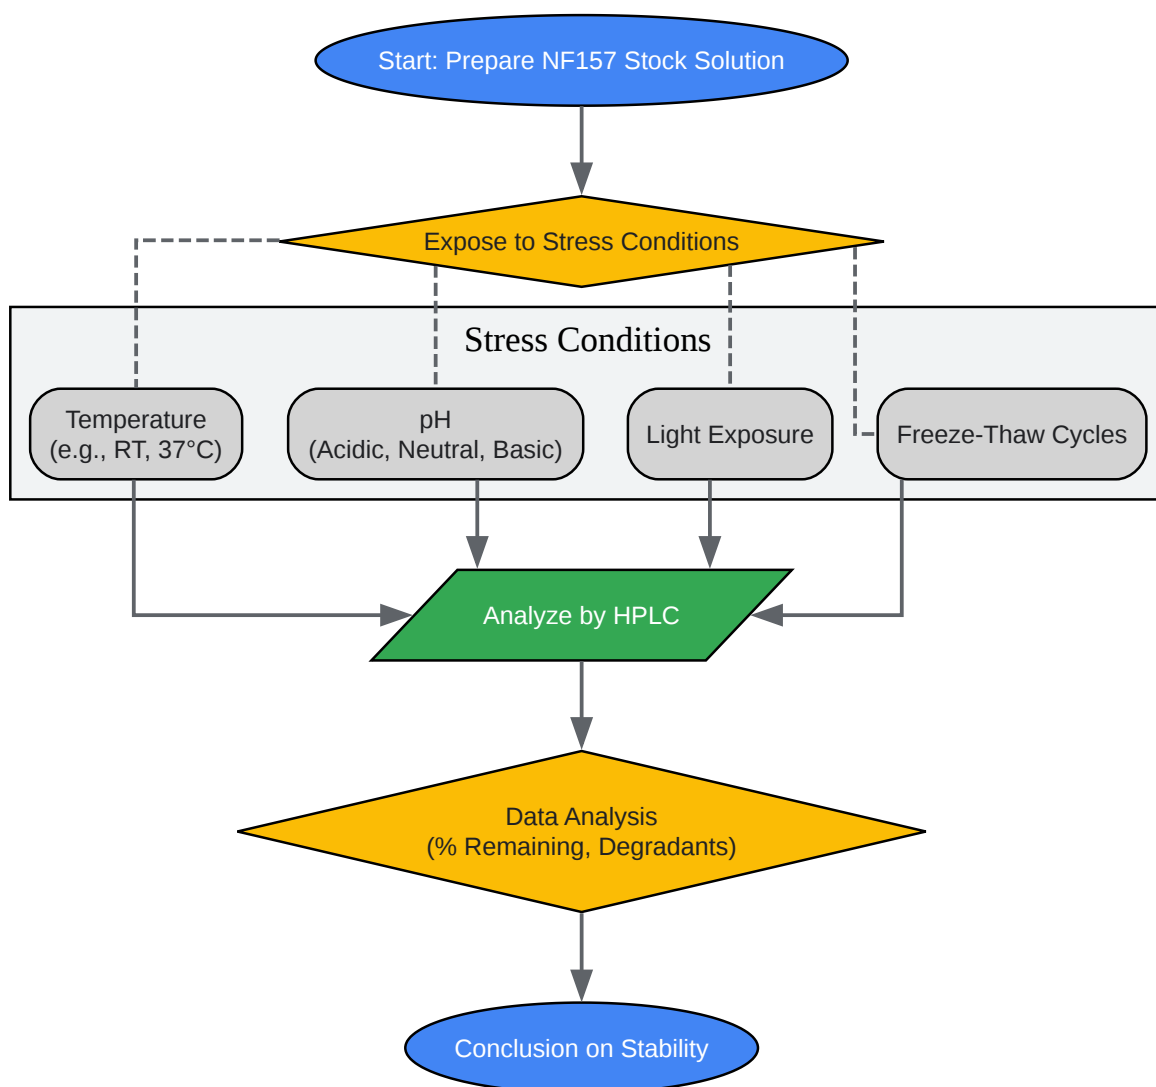 Start: Prepare NF157 Stock Solution
Expose to Stress Conditions
Stress Conditions
Temperature
(e.g., RT, 37°C)
pH
(Acidic, Neutral, Basic)
Light Exposure
Freeze-Thaw Cycles
Analyze by HPLC
Data Analysis
(% Remaining, Degradants)
Conclusion on Stability